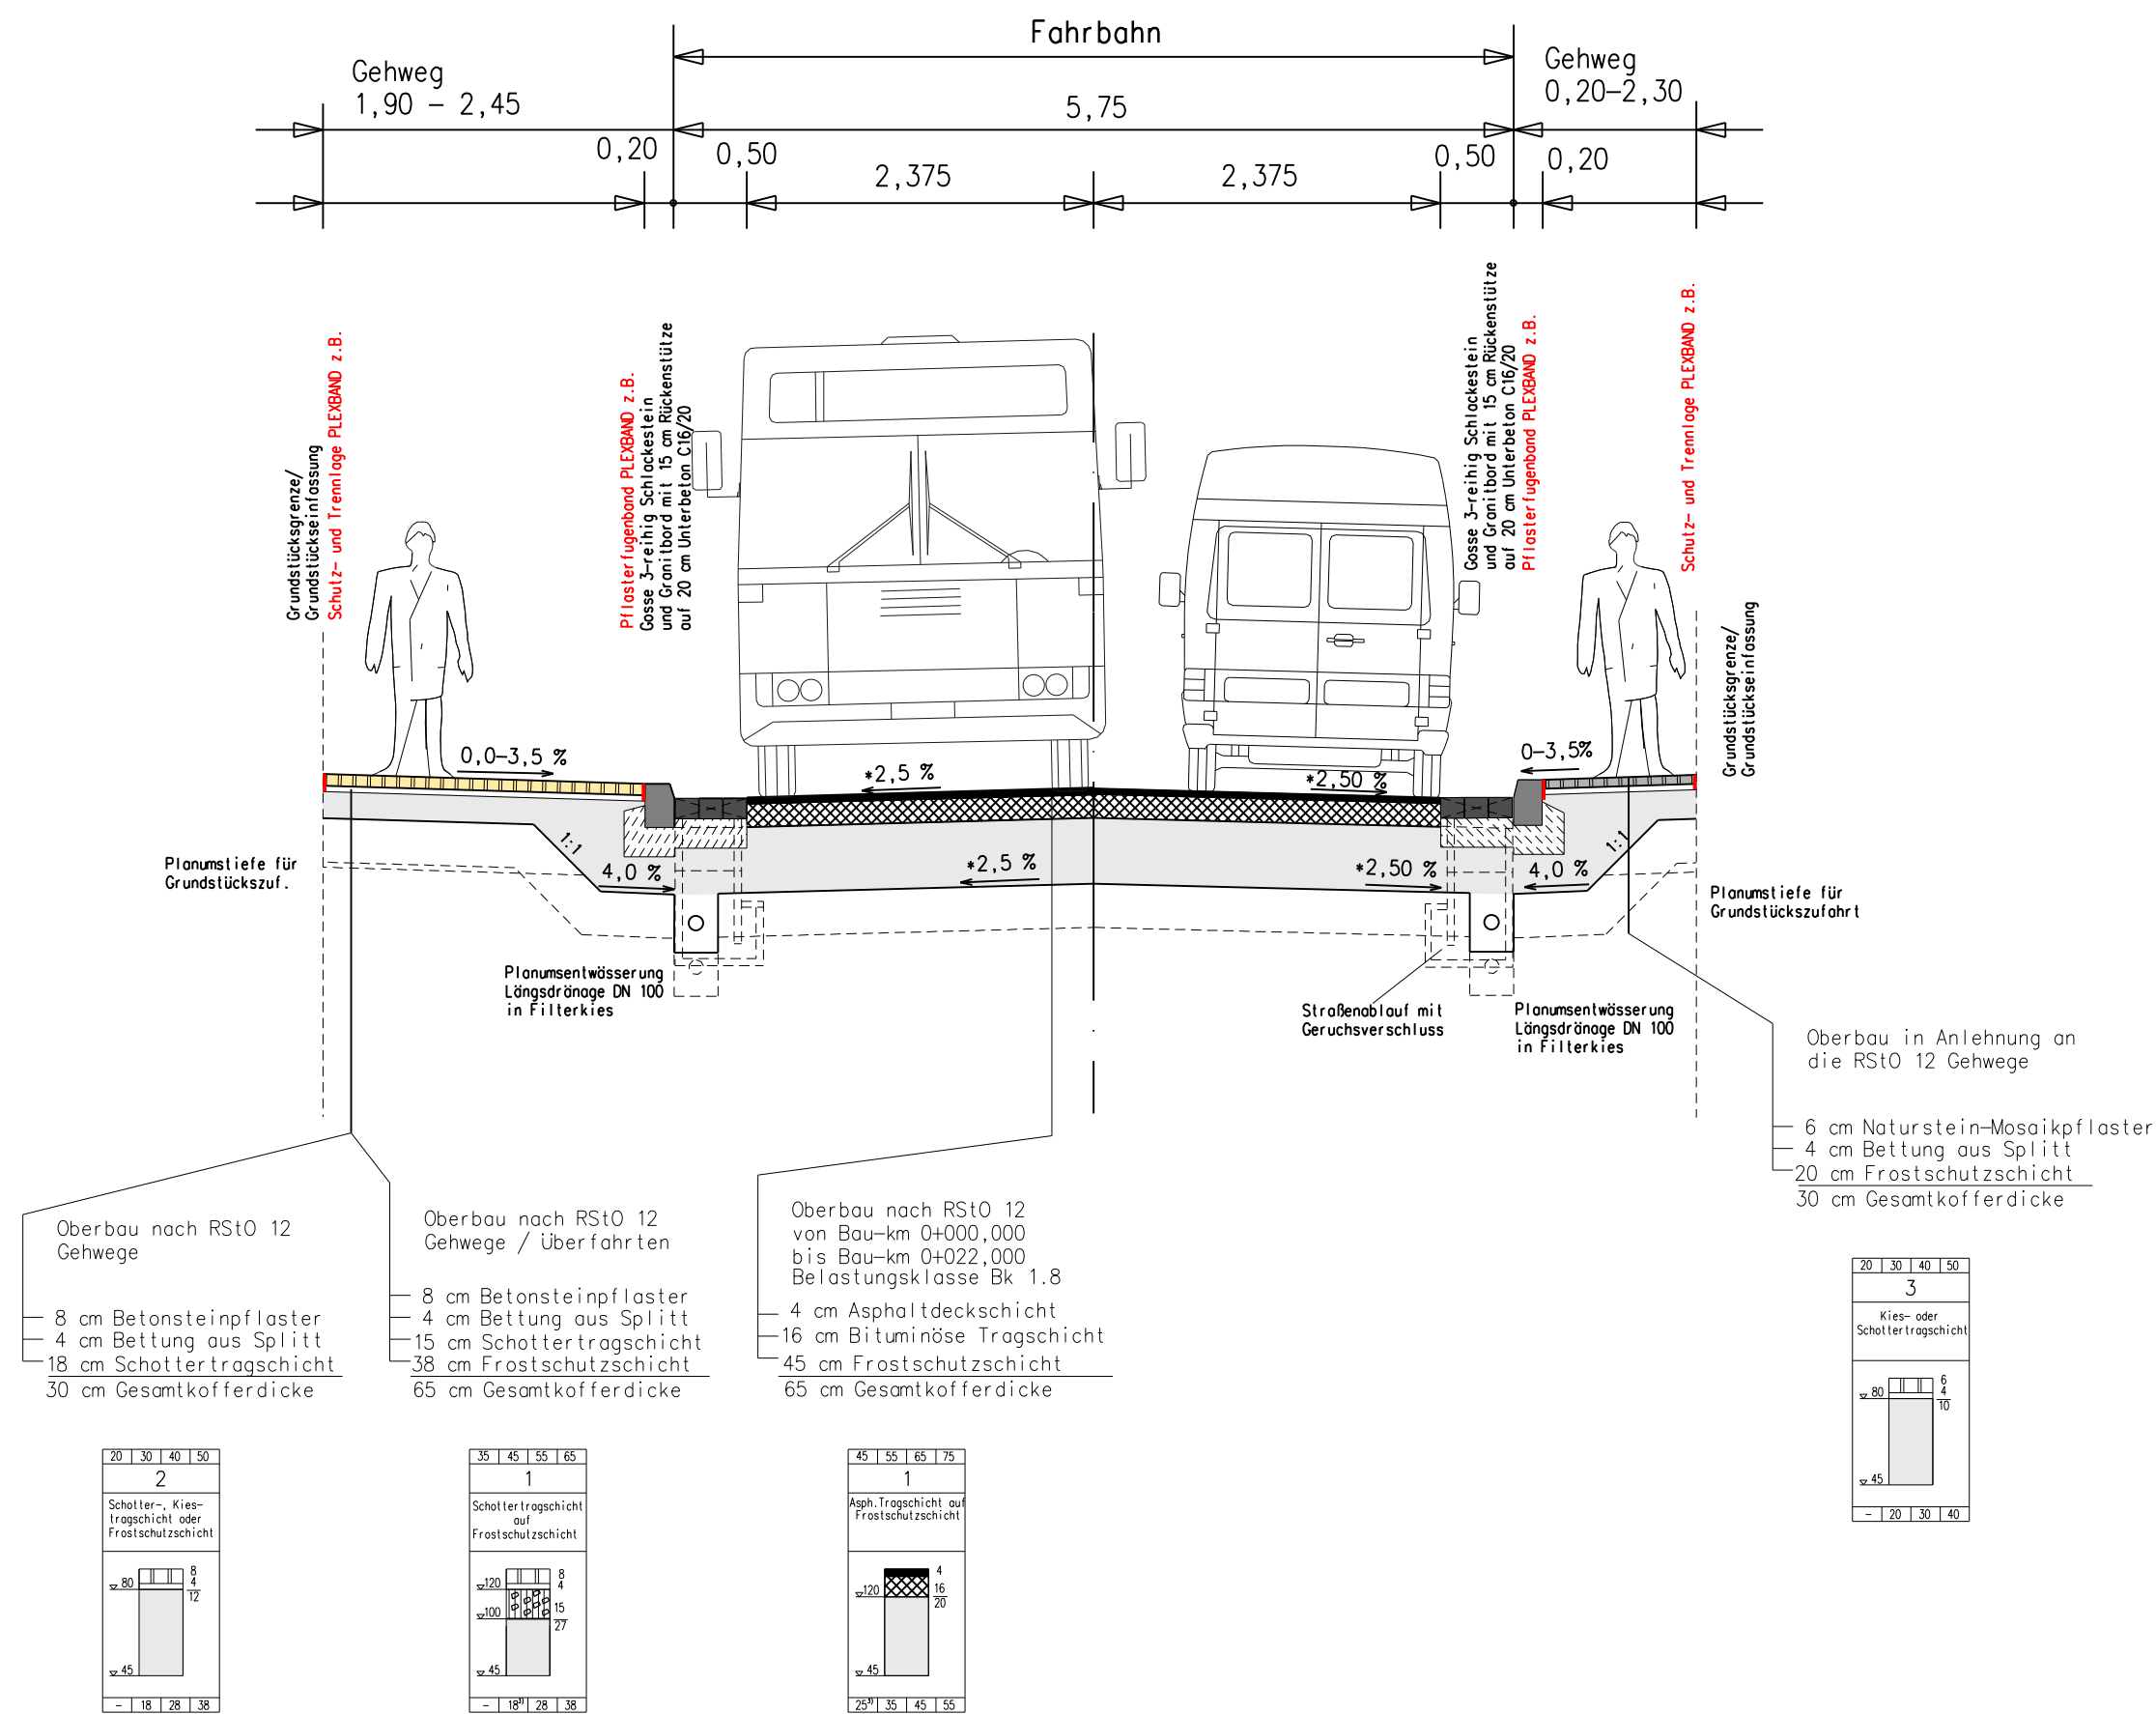 Fahrbahn
Gehweg
1,90 – 2,45
5,75
Gehweg
0,20–2,30
0,20
0,50
2,375
2,375
0,50
0,20
Grundstücksgrenze/
Grundstückseinfassung
Schutz- und Trennlage PLEXBAND z.B.
Pflasterfugenband PLEXBAND z.B.
Gosse 3-reihig Schlackestein
und Granitbord mit 15 cm Rückenstütze
auf 20 cm Unterbeton C16/20
Gosse 3-reihig Schlackestein
und Granitbord mit 15 cm Rückenstütze
auf 20 cm Unterbeton C16/20
Pflasterfugenband PLEXBAND z.B.
Schutz- und Trennlage PLEXBAND z.B.
Grundstücksgrenze/
Grundstückseinfassung
0,0–3,5 %
*2,5 %
*2,50 %
0–3,5%
1:1
4,0 %
*2,5 %
*2,50 %
4,0 %
1:1
Planumstiefe für
Grundstückszuf.
Planumstiefe für
Grundstückszufahrt
Planumsentwässerung
Längsdränage DN 100
in Filterkies
Straßenablauf mit
Geruchsverschluss
Planumsentwässerung
Längsdränage DN 100
in Filterkies
Oberbau in Anlehnung an
die RStO 12 Gehwege
6 cm Naturstein–Mosaikpflaster
4 cm Bettung aus Splitt
20 cm Frostschutzschicht
30 cm Gesamtkofferdicke
Oberbau nach RStO 12
Gehwege
8 cm Betonsteinpflaster
4 cm Bettung aus Splitt
18 cm Schottertragschicht
30 cm Gesamtkofferdicke
Oberbau nach RStO 12
Gehwege / Überfahrten
8 cm Betonsteinpflaster
4 cm Bettung aus Splitt
15 cm Schottertragschicht
38 cm Frostschutzschicht
65 cm Gesamtkofferdicke
Oberbau nach RStO 12
von Bau–km 0+000,000
bis Bau–km 0+022,000
Belastungsklasse Bk 1.8
4 cm Asphaltdeckschicht
16 cm Bituminöse Tragschicht
45 cm Frostschutzschicht
65 cm Gesamtkofferdicke
20 30 40 50
3
Kies- oder
Schottertragschicht
6
80 4
10
45
– 20 30 40
20 30 40 50
2
Schotter-, Kies-
tragschicht oder
Frostschutzschicht
8
80 4
12
45
– 18 28 38
35 45 55 65
1
Schottertragschicht
auf
Frostschutzschicht
8
120 4
15
100
27
45
– 18³⁾ 28 38
45 55 65 75
1
Asph.Tragschicht auf
Frostschutzschicht
4
120 16
20
45
25³⁾ 35 45 55